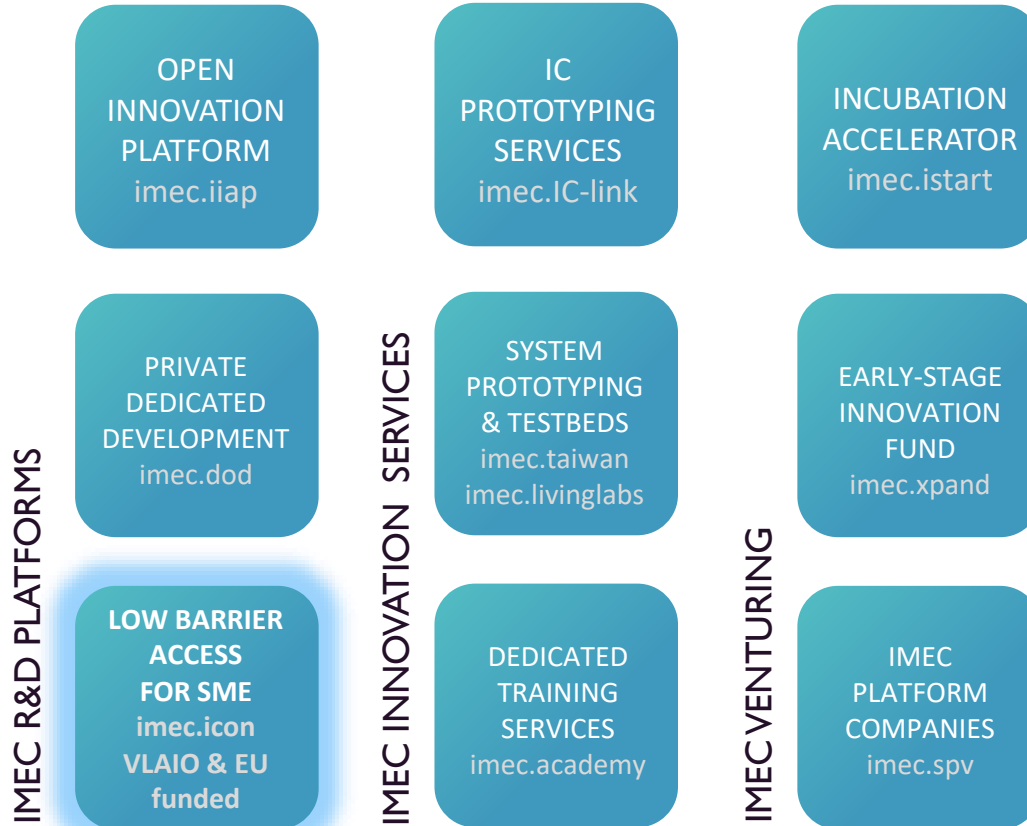 IMEC R&D PLATFORMS
OPEN
INNOVATION
PLATFORM
imec.iiap
PRIVATE
DEDICATED
DEVELOPMENT
imec.dod
LOW BARRIER
ACCESS
FOR SME
imec.icon
VLAIO & EU
funded
IMEC INNOVATION SERVICES
IC
PROTOTYPING
SERVICES
imec.IC-link
SYSTEM
PROTOTYPING
& TESTBEDS
imec.taiwan
imec.livinglabs
DEDICATED
TRAINING
SERVICES
imec.academy
IMEC VENTURING
INCUBATION
ACCELERATOR
imec.istart
EARLY-STAGE
INNOVATION
FUND
imec.xpand
IMEC
PLATFORM
COMPANIES
imec.spv